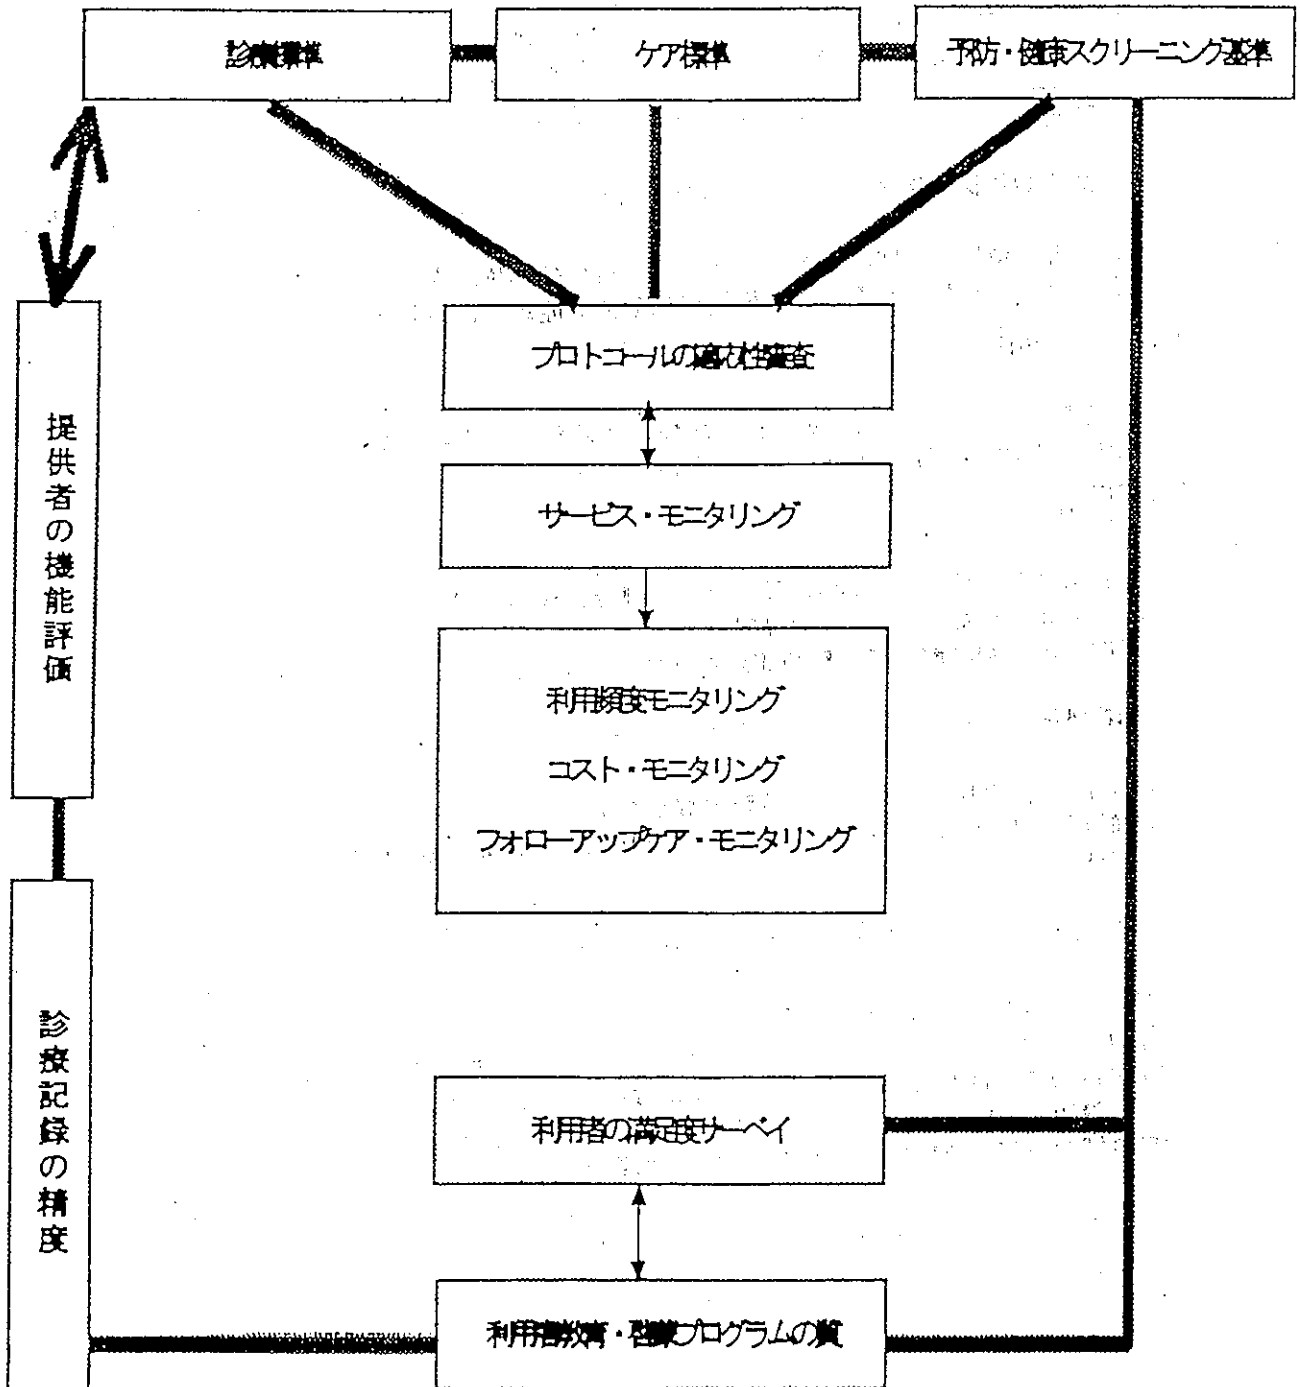 診療標準
ケア標準
予防・健康スクリーニング基準
プロトコールの適応性審査
サービス・モニタリング
利用頻度モニタリング
コスト・モニタリング
フォローアップケア・モニタリング
提供者の機能評価
診療記録の精度
利用者の満足度サーベイ
利用者教育・啓蒙プログラムの質